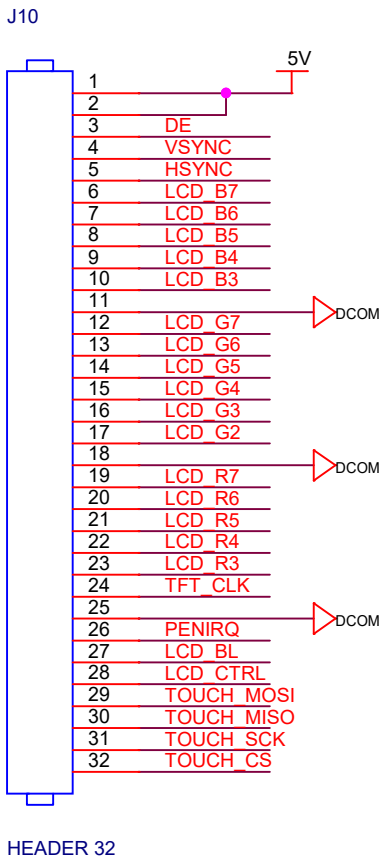 J10
5V
1
2
3 DE
4 VSYNC
5 HSYNC
6 LCD_B7
7 LCD_B6
8 LCD_B5
9 LCD_B4
10 LCD_B3
11 DCOM
12 LCD_G7
13 LCD_G6
14 LCD_G5
15 LCD_G4
16 LCD_G3
17 LCD_G2
18 DCOM
19 LCD_R7
20 LCD_R6
21 LCD_R5
22 LCD_R4
23 LCD_R3
24 TFT_CLK
25 DCOM
26 PENIRQ
27 LCD_BL
28 LCD_CTRL
29 TOUCH_MOSI
30 TOUCH_MISO
31 TOUCH_SCK
32 TOUCH_CS
HEADER 32